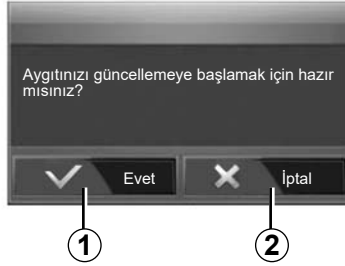 Aygıtınızı güncellemeye başlamak için hazır
mısınız?
Evet İptal
1 2